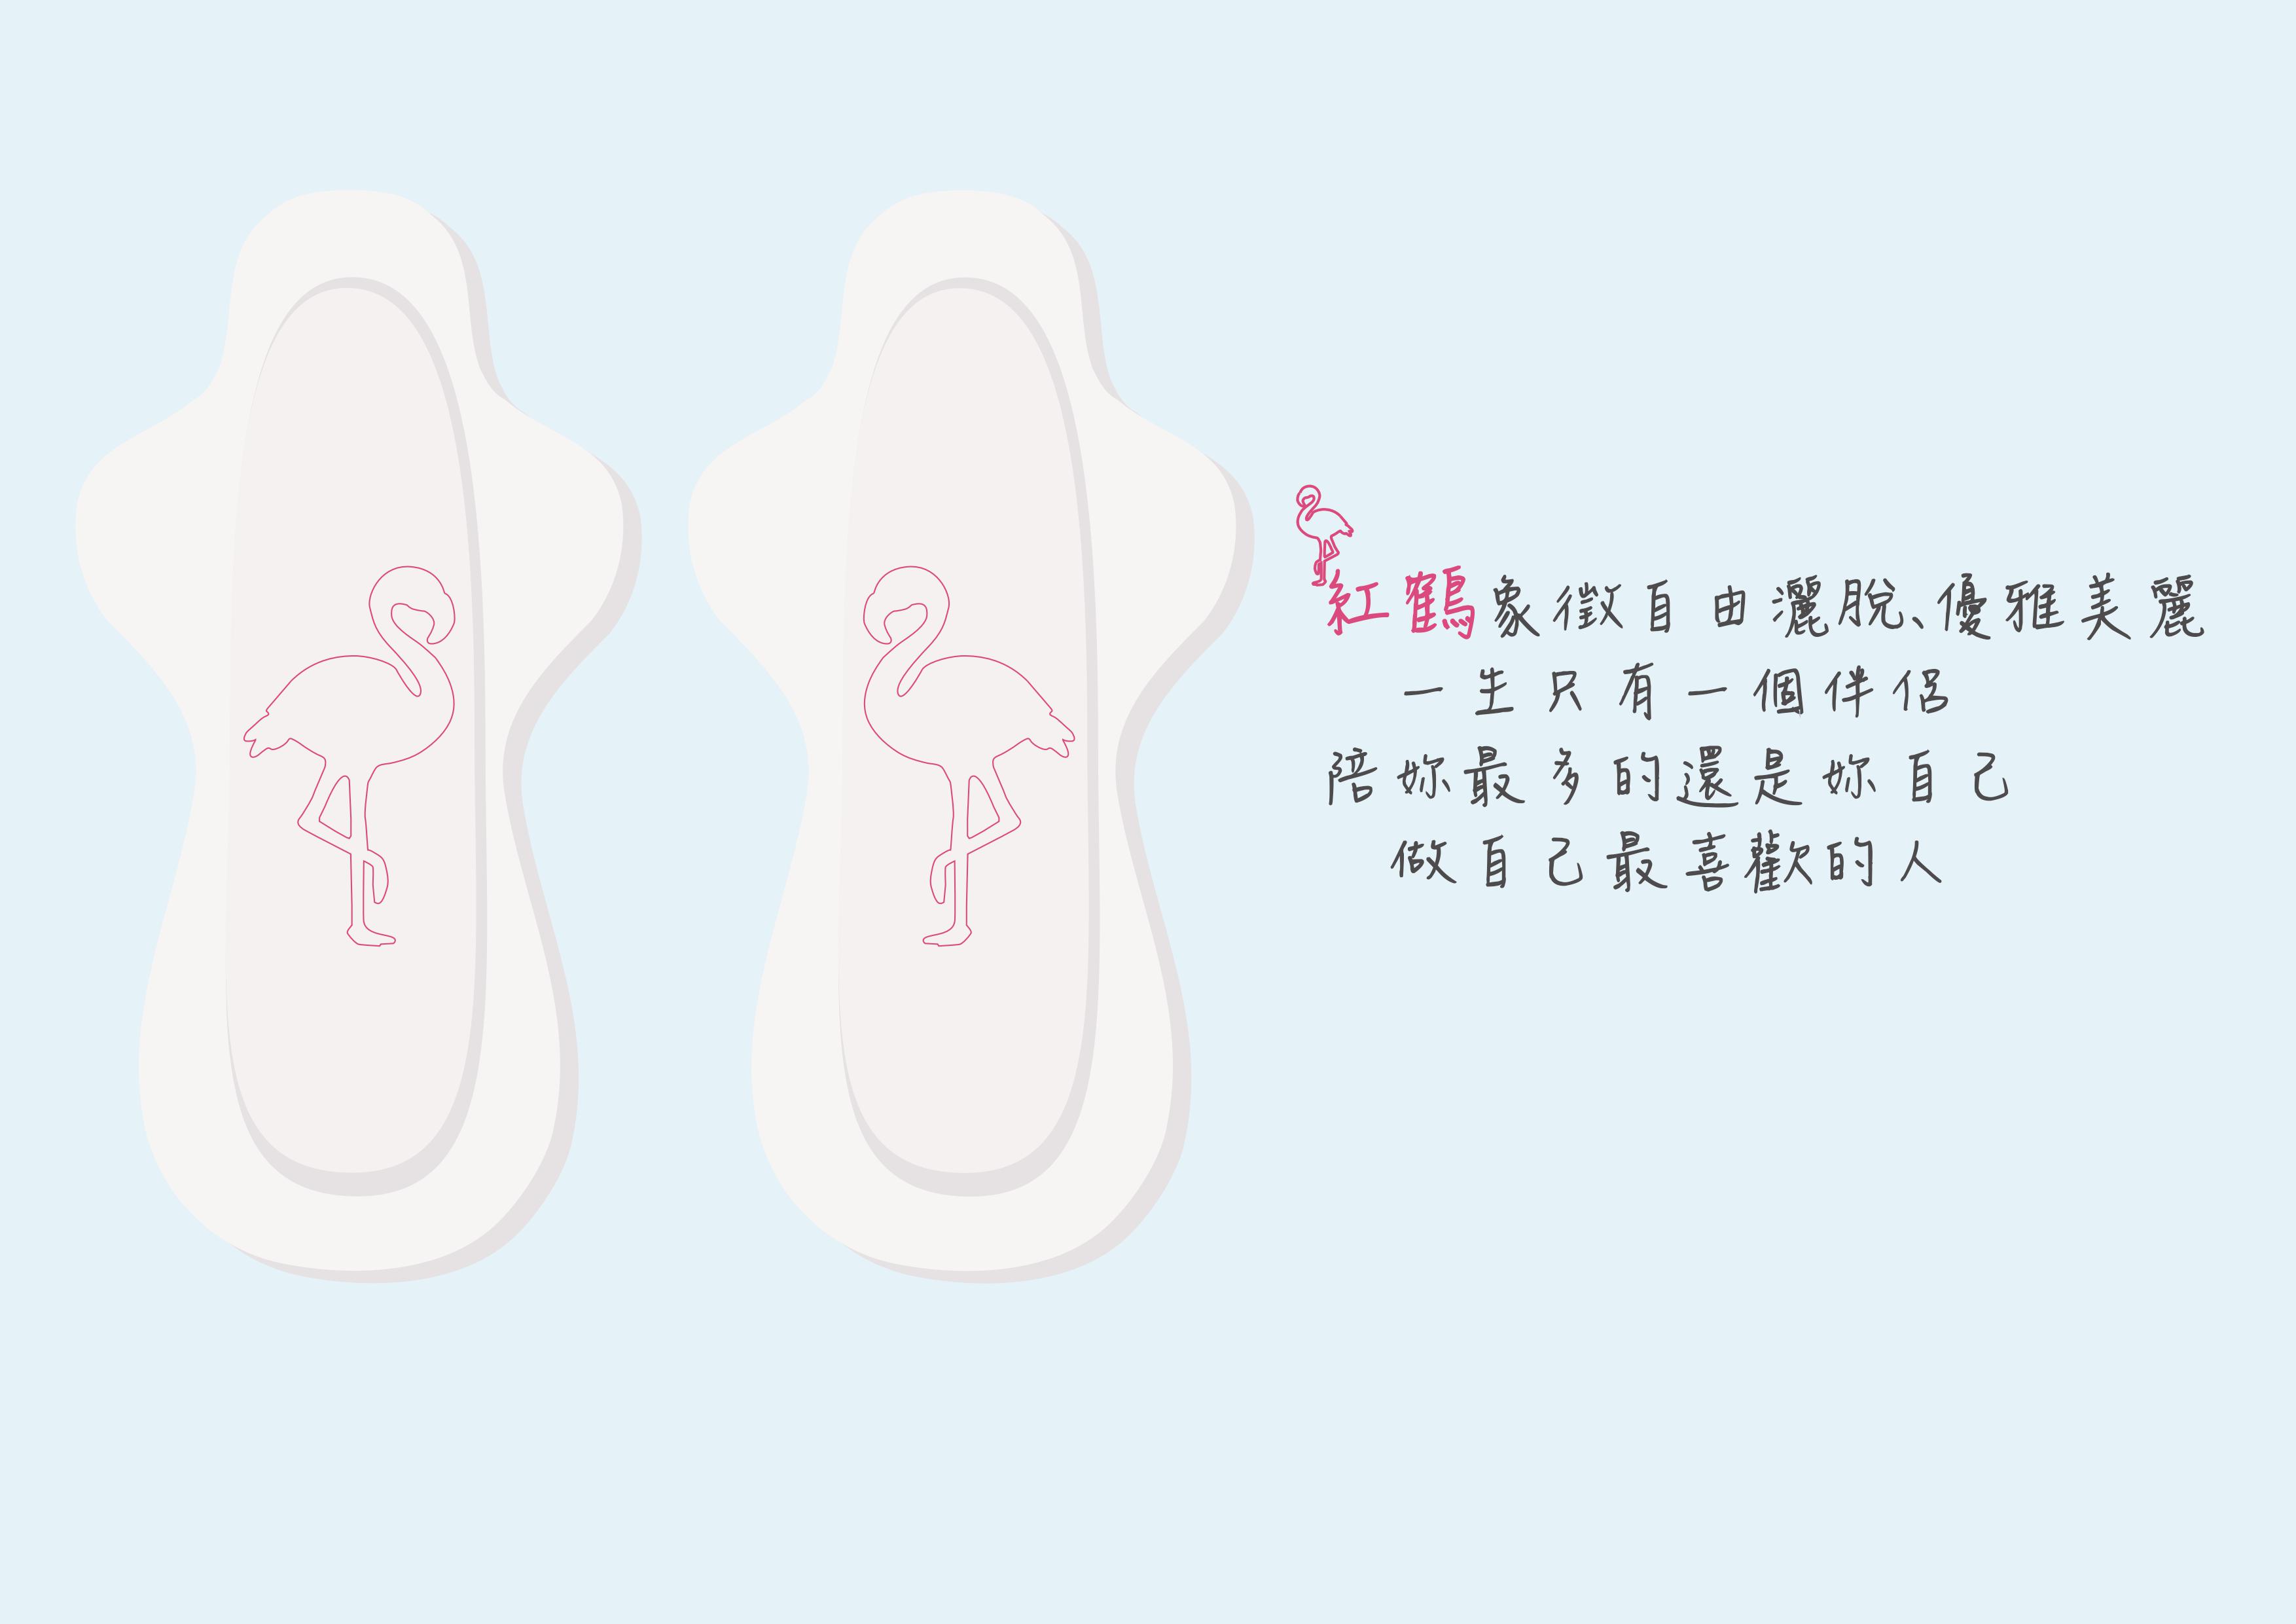 紅鶴象徵自由灑脫、優雅美麗
一生只有一個伴侶
陪妳最多的還是妳自己
做自己最喜歡的人